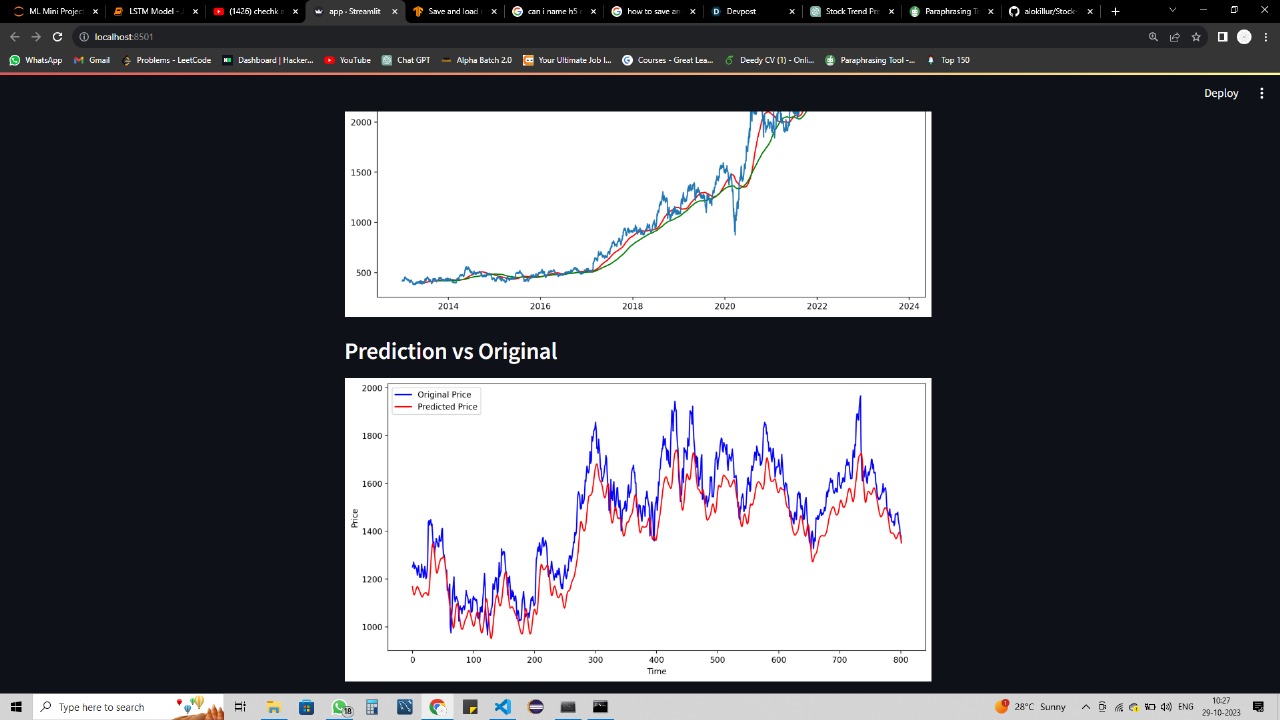 ML Mini Project
LSTM Model -
(1426) chechk
app · Streamlit
Save and load
can i name h5
how to save an
Devpost
Stock Trend Pre
Paraphrasing T
alokillur/Stock
localhost:8501
WhatsApp
Gmail
Problems - LeetCode
Dashboard | Hacker...
YouTube
Chat GPT
Alpha Batch 2.0
Your Ultimate Job I...
Courses - Great Lea...
Deedy CV (1) - Onli...
Paraphrasing Tool -...
Top 150
Deploy
2000
1500
1000
500
2014 2016 2018 2020 2022 2024
Prediction vs Original
Original Price
Predicted Price
2000
1800
1600
1400
1200
1000
Price
0 100 200 300 400 500 600 700 800
Time
Type here to search
18
1
28°C Sunny
ENG
10:27
29-10-2023